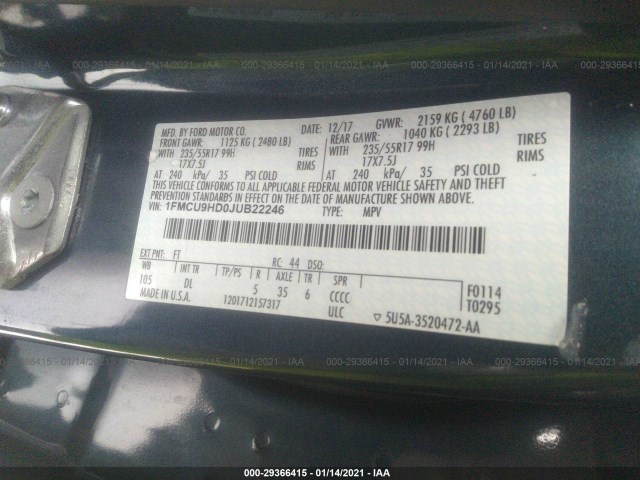 000-29366415 - 01/14/2021 - IAA
MFD. BY FORD MOTOR CO. DATE: 12/17 GVWR: 2159 KG ( 4760 LB)
FRONT GAWR: 1125 KG ( 2480 LB) REAR GAWR: 1040 KG ( 2293 LB)
WITH 235/55R17 99H TIRES WITH 235/55R17 99H TIRES
17X7.5J RIMS 17X7.5J RIMS
AT 240 kPa/ 35 PSI COLD AT 240 kPa/ 35 PSI COLD
THIS VEHICLE CONFORMS TO ALL APPLICABLE FEDERAL MOTOR VEHICLE SAFETY AND THEFT
PREVENTION STANDARDS IN EFFECT ON THE DATE OF MANUFACTURE SHOWN ABOVE.
VIN: 1FMCU9HD0JUB22246 TYPE: MPV
EXT PNT: FT RC: 44 DSO:
WB INT TR TP/PS R AXLE TR SPR
105 DL 5 35 6 CCCC
F0114
T0295
MADE IN U.S.A. 1201712157317 ULC 5U5A-3520472-AA
000-29366415 - 01/14/2021 - IAA